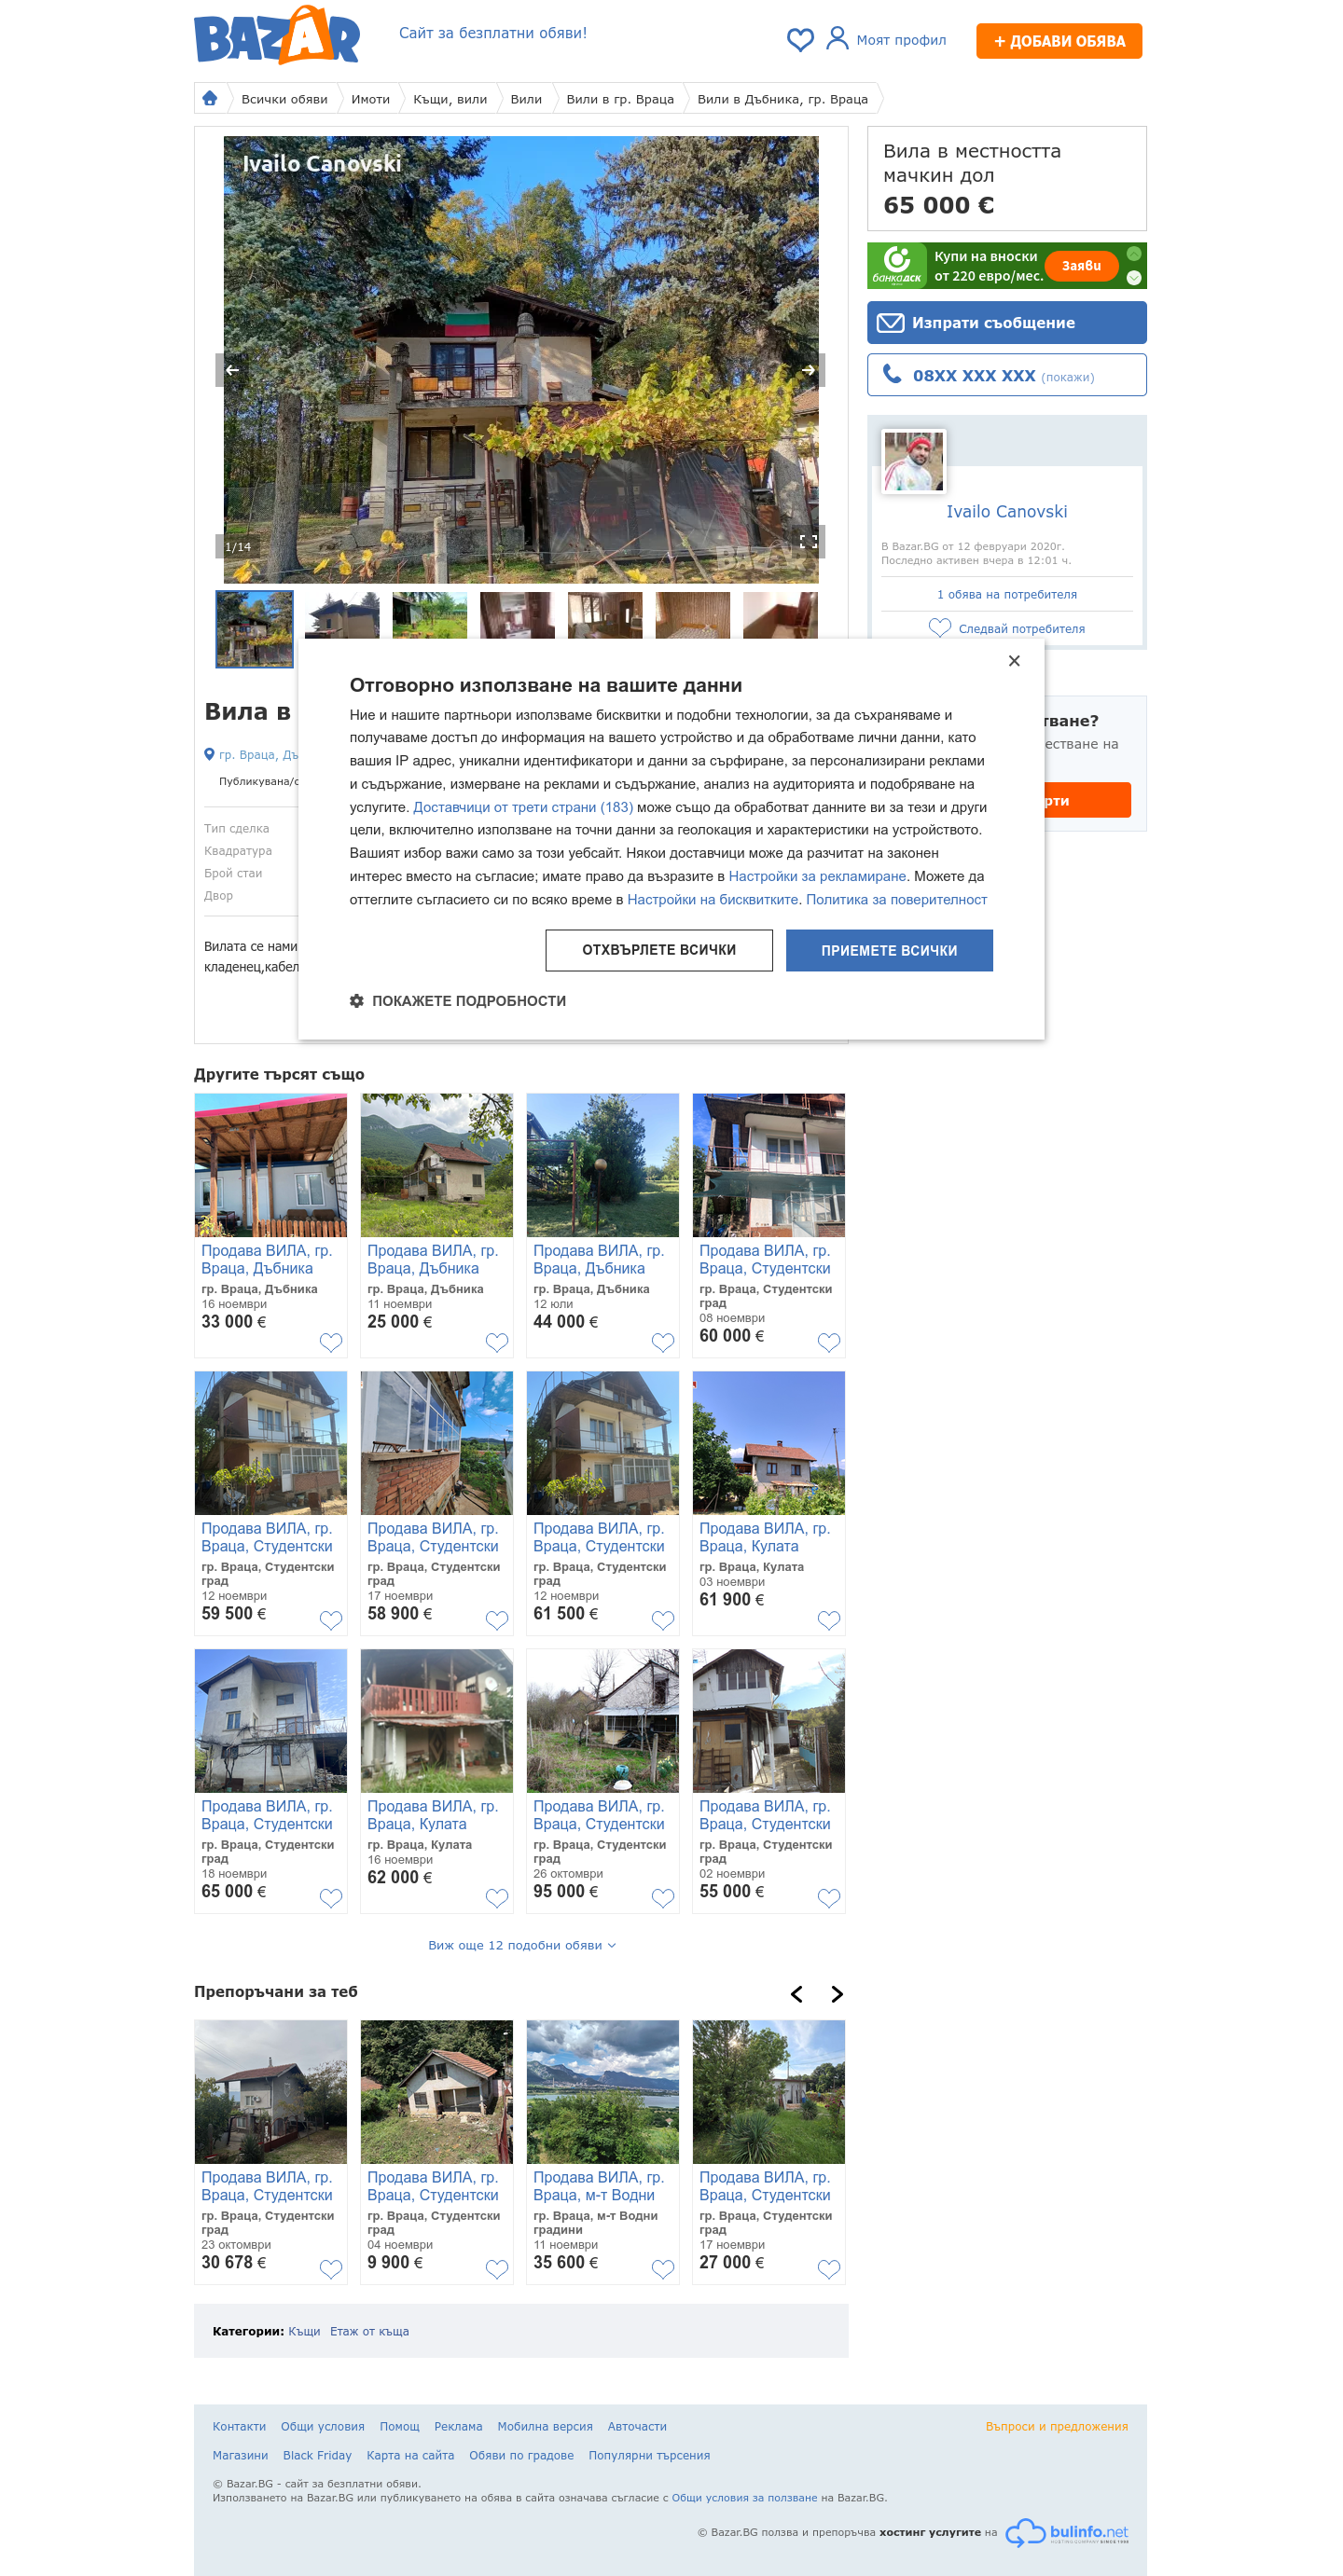 BAZAR
Сайт за безплатни обяви!
Моят профил
+ ДОБАВИ ОБЯВА
Всички обяви
Имоти
Къщи, вили
Вили
Вили в гр. Враца
Вили в Дъбника, гр. Враца
Ivailo Canovski
1/14
Вила в местността
мачкин дол
65 000 €
банка дск
Купи на вноски
от 220 евро/мес.
Заяви
Изпрати съобщение
08XX XXX XXX (покажи)
Ivailo Canovski
В Bazar.BG от 12 февруари 2020г.
Последно активен вчера в 12:01 ч.
1 обява на потребителя
Следвай потребителя
Вила в
гр. Враца, Дъ
Публикувана/
Тип сделка
Квадратура
Брой стаи
Двор
Вилата се нами
кладенец,кабел
Отговорно използване на вашите данни
Ние и нашите партньори използваме бисквитки и подобни технологии, за да съхраняваме и
получаваме достъп до информация на вашето устройство и да обработваме лични данни, като
вашия IP адрес, уникални идентификатори и данни за сърфиране, за персонализирани реклами
и съдържание, измерване на реклами и съдържание, анализ на аудиторията и подобряване на
услугите. Доставчици от трети страни (183) може също да обработват данните ви за тези и други
цели, включително използване на точни данни за геолокация и характеристики на устройството.
Вашият избор важи само за този уебсайт. Някои доставчици може да разчитат на законен
интерес вместо на съгласие; имате право да възразите в Настройки за рекламиране. Можете да
оттеглите съгласието си по всяко време в Настройки на бисквитките. Политика за поверителност
ОТХВЪРЛЕТЕ ВСИЧКИ
ПРИЕМЕТЕ ВСИЧКИ
ПОКАЖЕТЕ ПОДРОБНОСТИ
тване?
естване на
рти
Другите търсят също
Продава ВИЛА, гр.
Враца, Дъбника
гр. Враца, Дъбника
16 ноември
33 000 €
Продава ВИЛА, гр.
Враца, Дъбника
гр. Враца, Дъбника
11 ноември
25 000 €
Продава ВИЛА, гр.
Враца, Дъбника
гр. Враца, Дъбника
12 юли
44 000 €
Продава ВИЛА, гр.
Враца, Студентски
гр. Враца, Студентски
град
08 ноември
60 000 €
Продава ВИЛА, гр.
Враца, Студентски
гр. Враца, Студентски
град
12 ноември
59 500 €
Продава ВИЛА, гр.
Враца, Студентски
гр. Враца, Студентски
град
17 ноември
58 900 €
Продава ВИЛА, гр.
Враца, Студентски
гр. Враца, Студентски
град
12 ноември
61 500 €
Продава ВИЛА, гр.
Враца, Кулата
гр. Враца, Кулата
03 ноември
61 900 €
Продава ВИЛА, гр.
Враца, Студентски
гр. Враца, Студентски
град
18 ноември
65 000 €
Продава ВИЛА, гр.
Враца, Кулата
гр. Враца, Кулата
16 ноември
62 000 €
Продава ВИЛА, гр.
Враца, Студентски
гр. Враца, Студентски
град
26 октомври
95 000 €
Продава ВИЛА, гр.
Враца, Студентски
гр. Враца, Студентски
град
02 ноември
55 000 €
Виж още 12 подобни обяви
Препоръчани за теб
Продава ВИЛА, гр.
Враца, Студентски
гр. Враца, Студентски
град
23 октомври
30 678 €
Продава ВИЛА, гр.
Враца, Студентски
гр. Враца, Студентски
град
04 ноември
9 900 €
Продава ВИЛА, гр.
Враца, м-т Водни
гр. Враца, м-т Водни
градини
11 ноември
35 600 €
Продава ВИЛА, гр.
Враца, Студентски
гр. Враца, Студентски
град
17 ноември
27 000 €
Категории: Къщи Етаж от къща
Контакти Общи условия Помощ Реклама Мобилна версия Авточасти
Въпроси и предложения
Магазини Black Friday Карта на сайта Обяви по градове Популярни търсения
© Bazar.BG - сайт за безплатни обяви.
Използването на Bazar.BG или публикуването на обява в сайта означава съгласие с Общи условия за ползване на Bazar.BG.
© Bazar.BG ползва и препоръчва хостинг услугите на
bulinfo.net
HOSTING COMPANY SINCE 1999